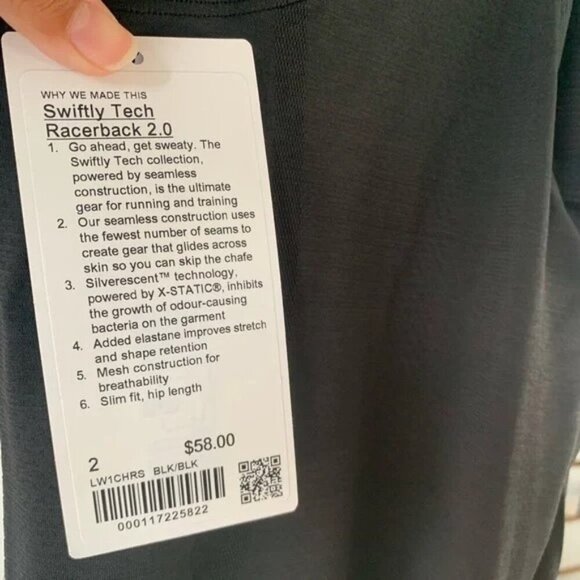 WHY WE MADE THIS
Swiftly Tech
Racerback 2.0
1. Go ahead, get sweaty. The
Swiftly Tech collection,
powered by seamless
construction, is the ultimate
gear for running and training
2. Our seamless construction uses
the fewest number of seams to
create gear that glides across
skin so you can skip the chafe
3. Silverescent™ technology,
powered by X-STATIC®, inhibits
the growth of odour-causing
bacteria on the garment
4. Added elastane improves stretch
and shape retention
5. Mesh construction for
breathability
6. Slim fit, hip length
2 $58.00
LW1CHRS BLK/BLK
000117225822